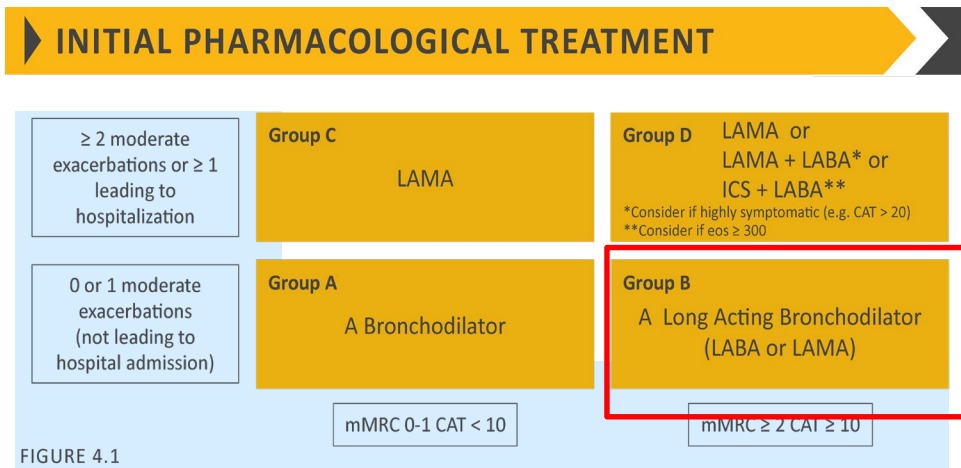 INITIAL PHARMACOLOGICAL TREATMENT
≥ 2 moderate
exacerbations or ≥ 1
leading to
hospitalization
Group C
LAMA
Group D
LAMA or
LAMA + LABA* or
ICS + LABA**
*Consider if highly symptomatic (e.g. CAT > 20)
**Consider if eos ≥ 300
0 or 1 moderate
exacerbations
(not leading to
hospital admission)
Group A
A Bronchodilator
Group B
A Long Acting Bronchodilator
(LABA or LAMA)
mMRC 0-1 CAT < 10
mMRC ≥ 2 CAT ≥ 10
FIGURE 4.1